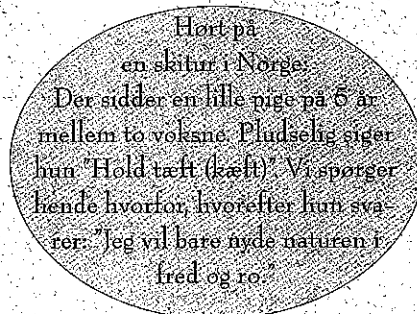 Hørt på
en skitur i Norge:
Der sidder en lille pige på 5 år
mellem to voksne. Pludselig siger
hun "Hold tæft (kæft)". Vi spørger
hende hvorfor, hvorefter hun sva-
rer: "Jeg vil bare nyde naturen i
fred og ro."